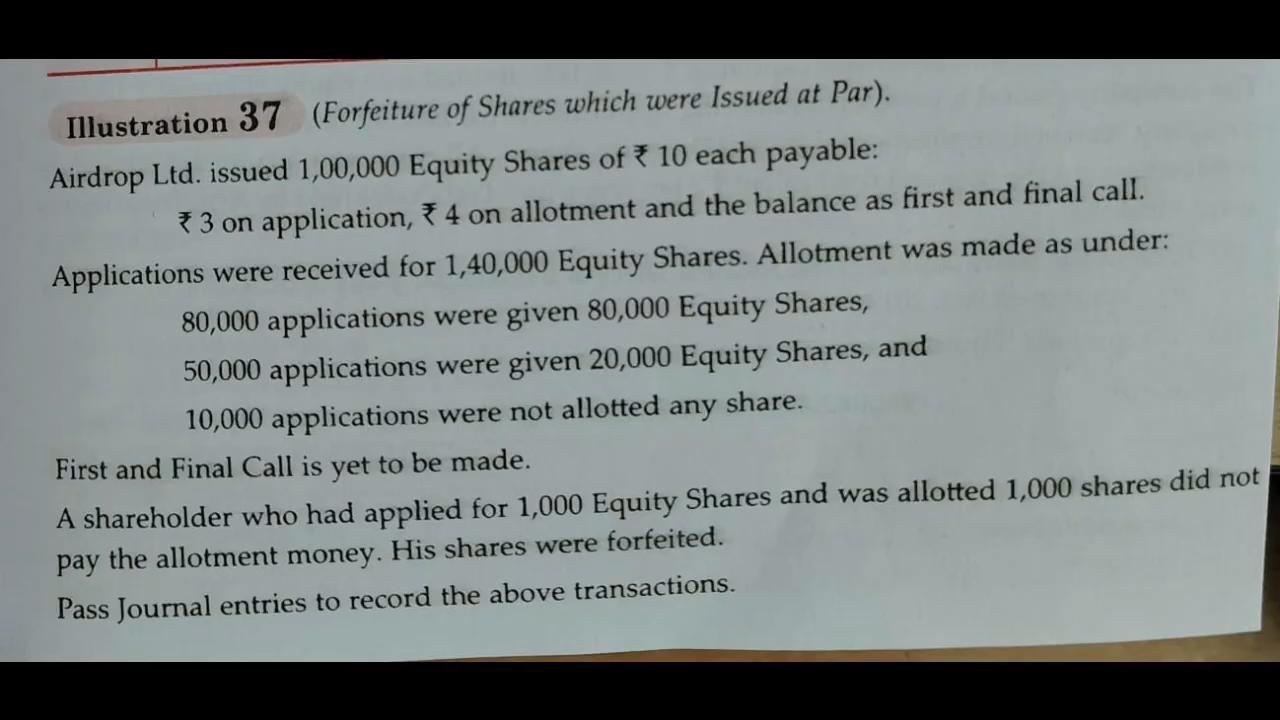 Illustration 37 (Forfeiture of Shares which were Issued at Par).
Airdrop Ltd. issued 1,00,000 Equity Shares of ₹ 10 each payable:
₹ 3 on application, ₹ 4 on allotment and the balance as first and final call.
Applications were received for 1,40,000 Equity Shares. Allotment was made as under:
80,000 applications were given 80,000 Equity Shares,
50,000 applications were given 20,000 Equity Shares, and
10,000 applications were not allotted any share.
First and Final Call is yet to be made.
A shareholder who had applied for 1,000 Equity Shares and was allotted 1,000 shares did not
pay the allotment money. His shares were forfeited.
Pass Journal entries to record the above transactions.